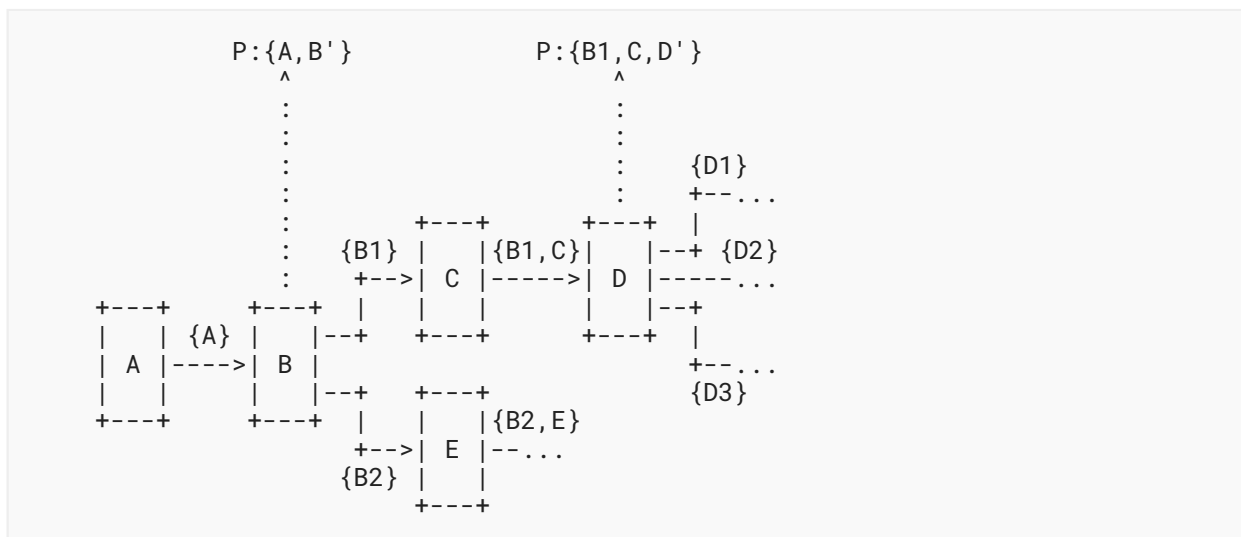 P:{A,B'}            P:{B1,C,D'}
          ^                     ^
          :                     :
          :                     :
          :                     :    {D1}
          :                     :    +--...
          :        +---+      +---+  |
          :   {B1} |   |{B1,C}|   |--+ {D2}
          :    +-->| C |----->| D |-----...
+---+   +---+  |   |   |      |   |--+
|   | {A} |   |--+   +---+      +---+  |
| A |---->| B |                      +--...
|   |     |   |--+   +---+           {D3}
+---+     +---+  |   |   |{B2,E}
               +-->| E |--...
              {B2} |   |
                   +---+